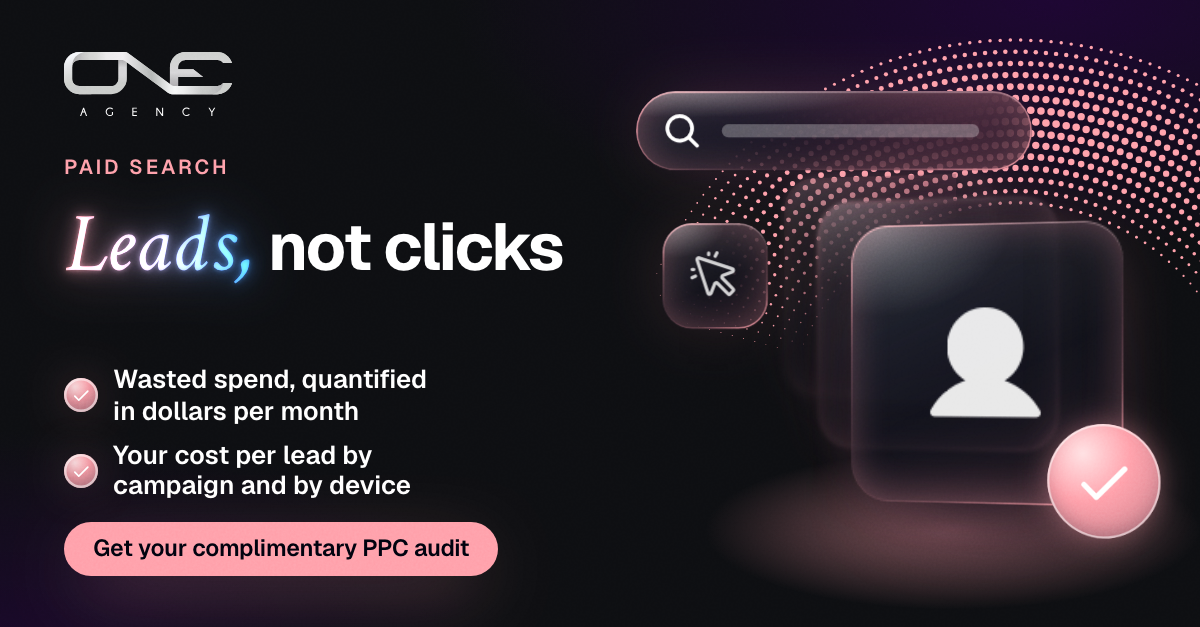 ONE
AGENCY
PAID SEARCH
Leads, not clicks
Wasted spend, quantified
in dollars per month
Your cost per lead by
campaign and by device
Get your complimentary PPC audit